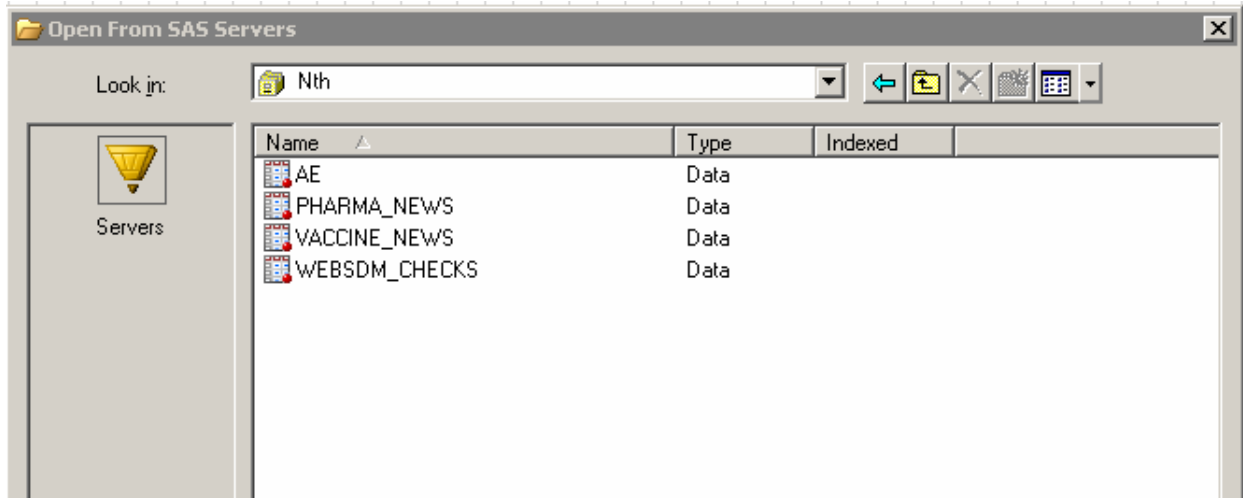 Open From SAS Servers
Look in: Nth
Servers
Name Type Indexed
AE Data
PHARMA_NEWS Data
VACCINE_NEWS Data
WEBSDM_CHECKS Data